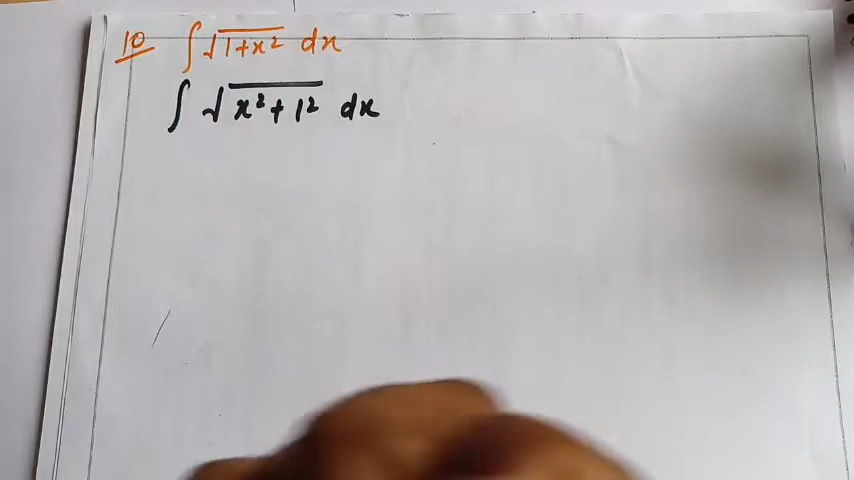 10 ∫ √1+x² dx
∫ √x²+1² dx